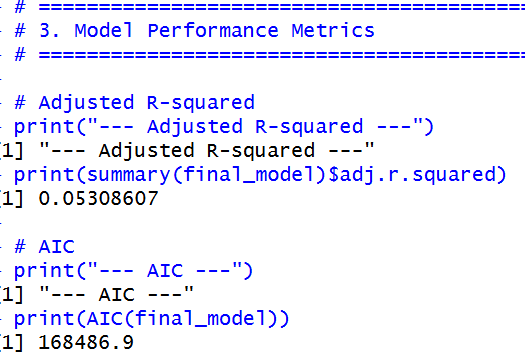 # ===========================================
# 3. Model Performance Metrics
# ===========================================
# Adjusted R-squared
print("--- Adjusted R-squared ---")
[1] "--- Adjusted R-squared ---"
print(summary(final_model)$adj.r.squared)
[1] 0.05308607
# AIC
print("--- AIC ---")
[1] "--- AIC ---"
print(AIC(final_model))
[1] 168486.9